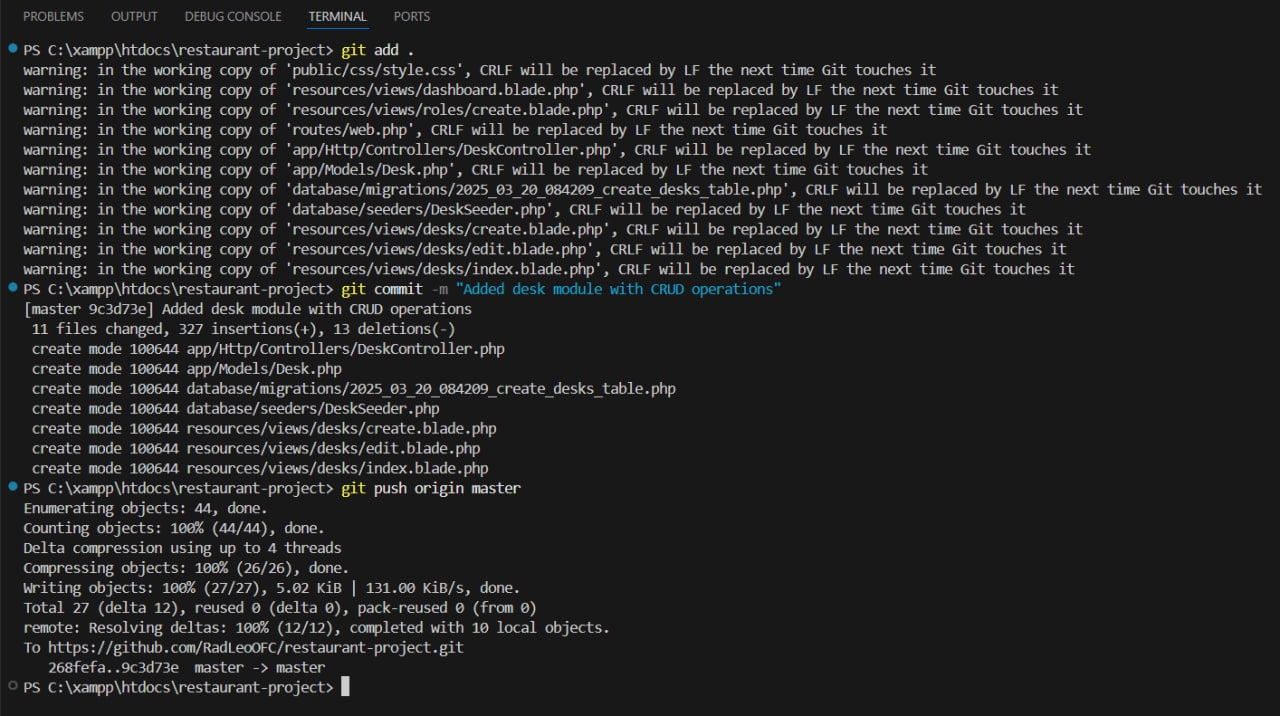 PROBLEMS OUTPUT DEBUG CONSOLE TERMINAL PORTS
PS C:\xampp\htdocs\restaurant-project> git add .
warning: in the working copy of 'public/css/style.css', CRLF will be replaced by LF the next time Git touches it
warning: in the working copy of 'resources/views/dashboard.blade.php', CRLF will be replaced by LF the next time Git touches it
warning: in the working copy of 'resources/views/roles/create.blade.php', CRLF will be replaced by LF the next time Git touches it
warning: in the working copy of 'routes/web.php', CRLF will be replaced by LF the next time Git touches it
warning: in the working copy of 'app/Http/Controllers/DeskController.php', CRLF will be replaced by LF the next time Git touches it
warning: in the working copy of 'app/Models/Desk.php', CRLF will be replaced by LF the next time Git touches it
warning: in the working copy of 'database/migrations/2025_03_20_084209_create_desks_table.php', CRLF will be replaced by LF the next time Git touches it
warning: in the working copy of 'database/seeders/DeskSeeder.php', CRLF will be replaced by LF the next time Git touches it
warning: in the working copy of 'resources/views/desks/create.blade.php', CRLF will be replaced by LF the next time Git touches it
warning: in the working copy of 'resources/views/desks/edit.blade.php', CRLF will be replaced by LF the next time Git touches it
warning: in the working copy of 'resources/views/desks/index.blade.php', CRLF will be replaced by LF the next time Git touches it
PS C:\xampp\htdocs\restaurant-project> git commit -m "Added desk module with CRUD operations"
[master 9c3d73e] Added desk module with CRUD operations
 11 files changed, 327 insertions(+), 13 deletions(-)
 create mode 100644 app/Http/Controllers/DeskController.php
 create mode 100644 app/Models/Desk.php
 create mode 100644 database/migrations/2025_03_20_084209_create_desks_table.php
 create mode 100644 database/seeders/DeskSeeder.php
 create mode 100644 resources/views/desks/create.blade.php
 create mode 100644 resources/views/desks/edit.blade.php
 create mode 100644 resources/views/desks/index.blade.php
PS C:\xampp\htdocs\restaurant-project> git push origin master
Enumerating objects: 44, done.
Counting objects: 100% (44/44), done.
Delta compression using up to 4 threads
Compressing objects: 100% (26/26), done.
Writing objects: 100% (27/27), 5.02 KiB | 131.00 KiB/s, done.
Total 27 (delta 12), reused 0 (delta 0), pack-reused 0 (from 0)
remote: Resolving deltas: 100% (12/12), completed with 10 local objects.
To https://github.com/RadLeoOFC/restaurant-project.git
   268fefa..9c3d73e  master -> master
PS C:\xampp\htdocs\restaurant-project>